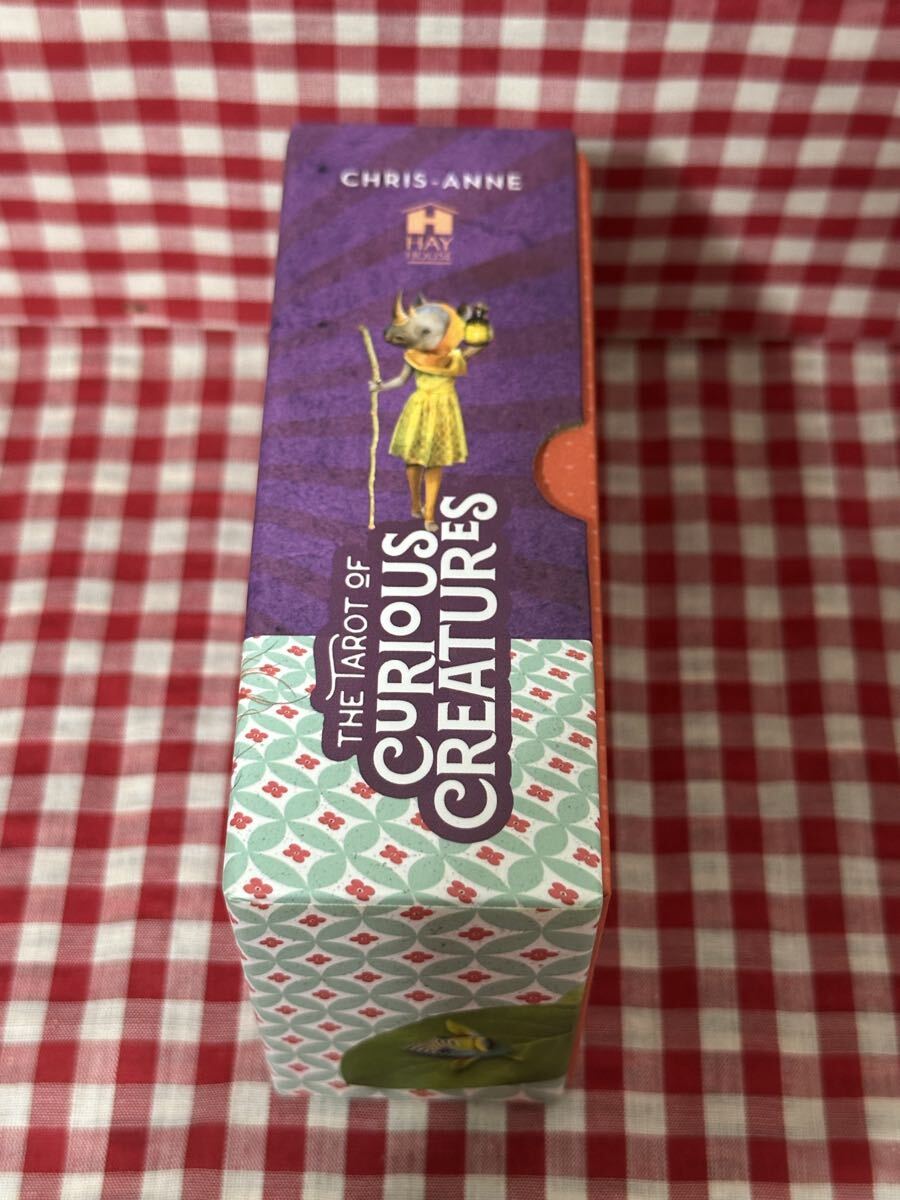 CHRIS-ANNE
H
HAY
HOUSE
THE TAROT OF
CURIOUS
CREATURES